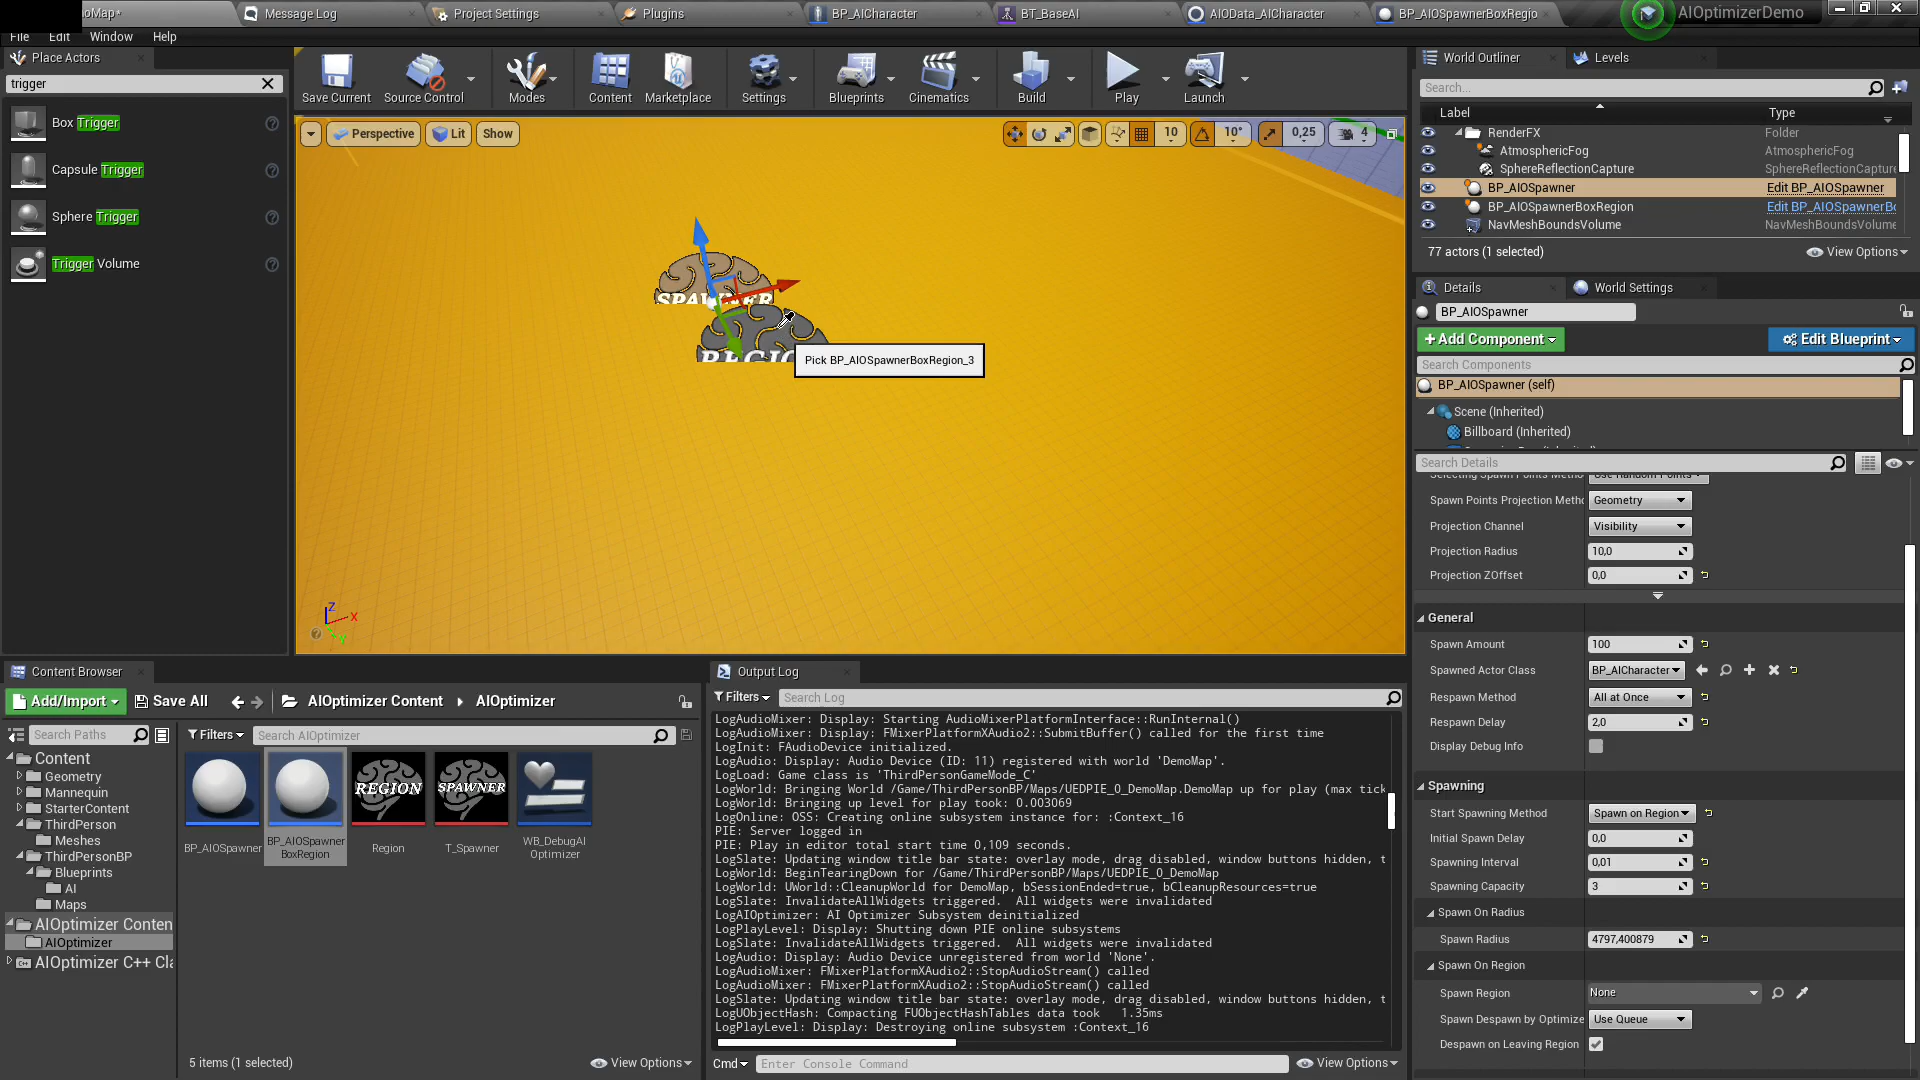 oMap*
Message Log
Project Settings
Plugins
BP_AICharacter
BT_BaseAI
AIOData_AICharacter
BP_AIOSpawnerBoxRegio
AIOptimizerDemo
File
Edit
Window
Help
Place Actors
trigger
Box Trigger
Capsule Trigger
Sphere Trigger
Trigger Volume
Save Current
Source Control
Modes
Content
Marketplace
Settings
Blueprints
Cinematics
Build
Play
Launch
Perspective
Lit
Show
10
10°
0,25
4
SPAWNER
REGIO
Pick BP_AIOSpawnerBoxRegion_3
Z
X
y
World Outliner
Levels
Search...
Label
Type
RenderFX
Folder
AtmosphericFog
AtmosphericFog
SphereReflectionCapture
SphereReflectionCapture
BP_AIOSpawner
Edit BP_AIOSpawner
BP_AIOSpawnerBoxRegion
Edit BP_AIOSpawnerBo
NavMeshBoundsVolume
NavMeshBoundsVolume
77 actors (1 selected)
View Options
Details
World Settings
BP_AIOSpawner
+Add Component
Edit Blueprint
Search Components
BP_AIOSpawner (self)
Scene (Inherited)
Billboard (Inherited)
Search Details
Selecting Spawn Points Metho
Use Random Points
Spawn Points Projection Metho
Geometry
Projection Channel
Visibility
Projection Radius
10,0
Projection ZOffset
0,0
General
Spawn Amount
100
Spawned Actor Class
BP_AICharacter
Respawn Method
All at Once
Respawn Delay
2,0
Display Debug Info
Spawning
Start Spawning Method
Spawn on Region
Initial Spawn Delay
0,0
Spawning Interval
0,01
Spawning Capacity
3
Spawn On Radius
Spawn Radius
4797,400879
Spawn On Region
Spawn Region
None
Spawn Despawn by Optimize
Use Queue
Despawn on Leaving Region
Content Browser
Add/Import
Save All
AIOptimizer Content
AIOptimizer
Search Paths
Filters
Search AIOptimizer
Content
Geometry
Mannequin
StarterContent
ThirdPerson
Meshes
ThirdPersonBP
Blueprints
AI
Maps
AIOptimizer Conten
AIOptimizer
AIOptimizer C++ Cla
REGION
SPAWNER
BP_AIOSpawner
BP_AIOSpawner
BoxRegion
Region
T_Spawner
WB_DebugAI
Optimizer
5 items (1 selected)
View Options
Output Log
Filters
Search Log
LogAudioMixer: Display: Starting AudioMixerPlatformInterface::RunInternal()
LogAudioMixer: Display: FMixerPlatformXAudio2::SubmitBuffer() called for the first time
LogInit: FAudioDevice initialized.
LogAudio: Display: Audio Device (ID: 11) registered with world 'DemoMap'.
LogLoad: Game class is 'ThirdPersonGameMode_C'
LogWorld: Bringing World /Game/ThirdPersonBP/Maps/UEDPIE_0_DemoMap.DemoMap up for play (max tick
LogWorld: Bringing up level for play took: 0.003069
LogOnline: OSS: Creating online subsystem instance for: :Context_16
PIE: Server logged in
PIE: Play in editor total start time 0,109 seconds.
LogSlate: Updating window title bar state: overlay mode, drag disabled, window buttons hidden, t
LogWorld: BeginTearingDown for /Game/ThirdPersonBP/Maps/UEDPIE_0_DemoMap
LogWorld: UWorld::CleanupWorld for DemoMap, bSessionEnded=true, bCleanupResources=true
LogSlate: InvalidateAllWidgets triggered.  All widgets were invalidated
LogAIOptimizer: AI Optimizer Subsystem deinitialized
LogPlayLevel: Display: Shutting down PIE online subsystems
LogSlate: InvalidateAllWidgets triggered.  All widgets were invalidated
LogAudio: Display: Audio Device unregistered from world 'None'.
LogAudioMixer: FMixerPlatformXAudio2::StopAudioStream() called
LogAudioMixer: FMixerPlatformXAudio2::StopAudioStream() called
LogSlate: Updating window title bar state: overlay mode, drag disabled, window buttons hidden, t
LogUObjectHash: Compacting FUObjectHashTables data took   1.35ms
LogPlayLevel: Display: Destroying online subsystem :Context_16
Cmd
Enter Console Command
View Options